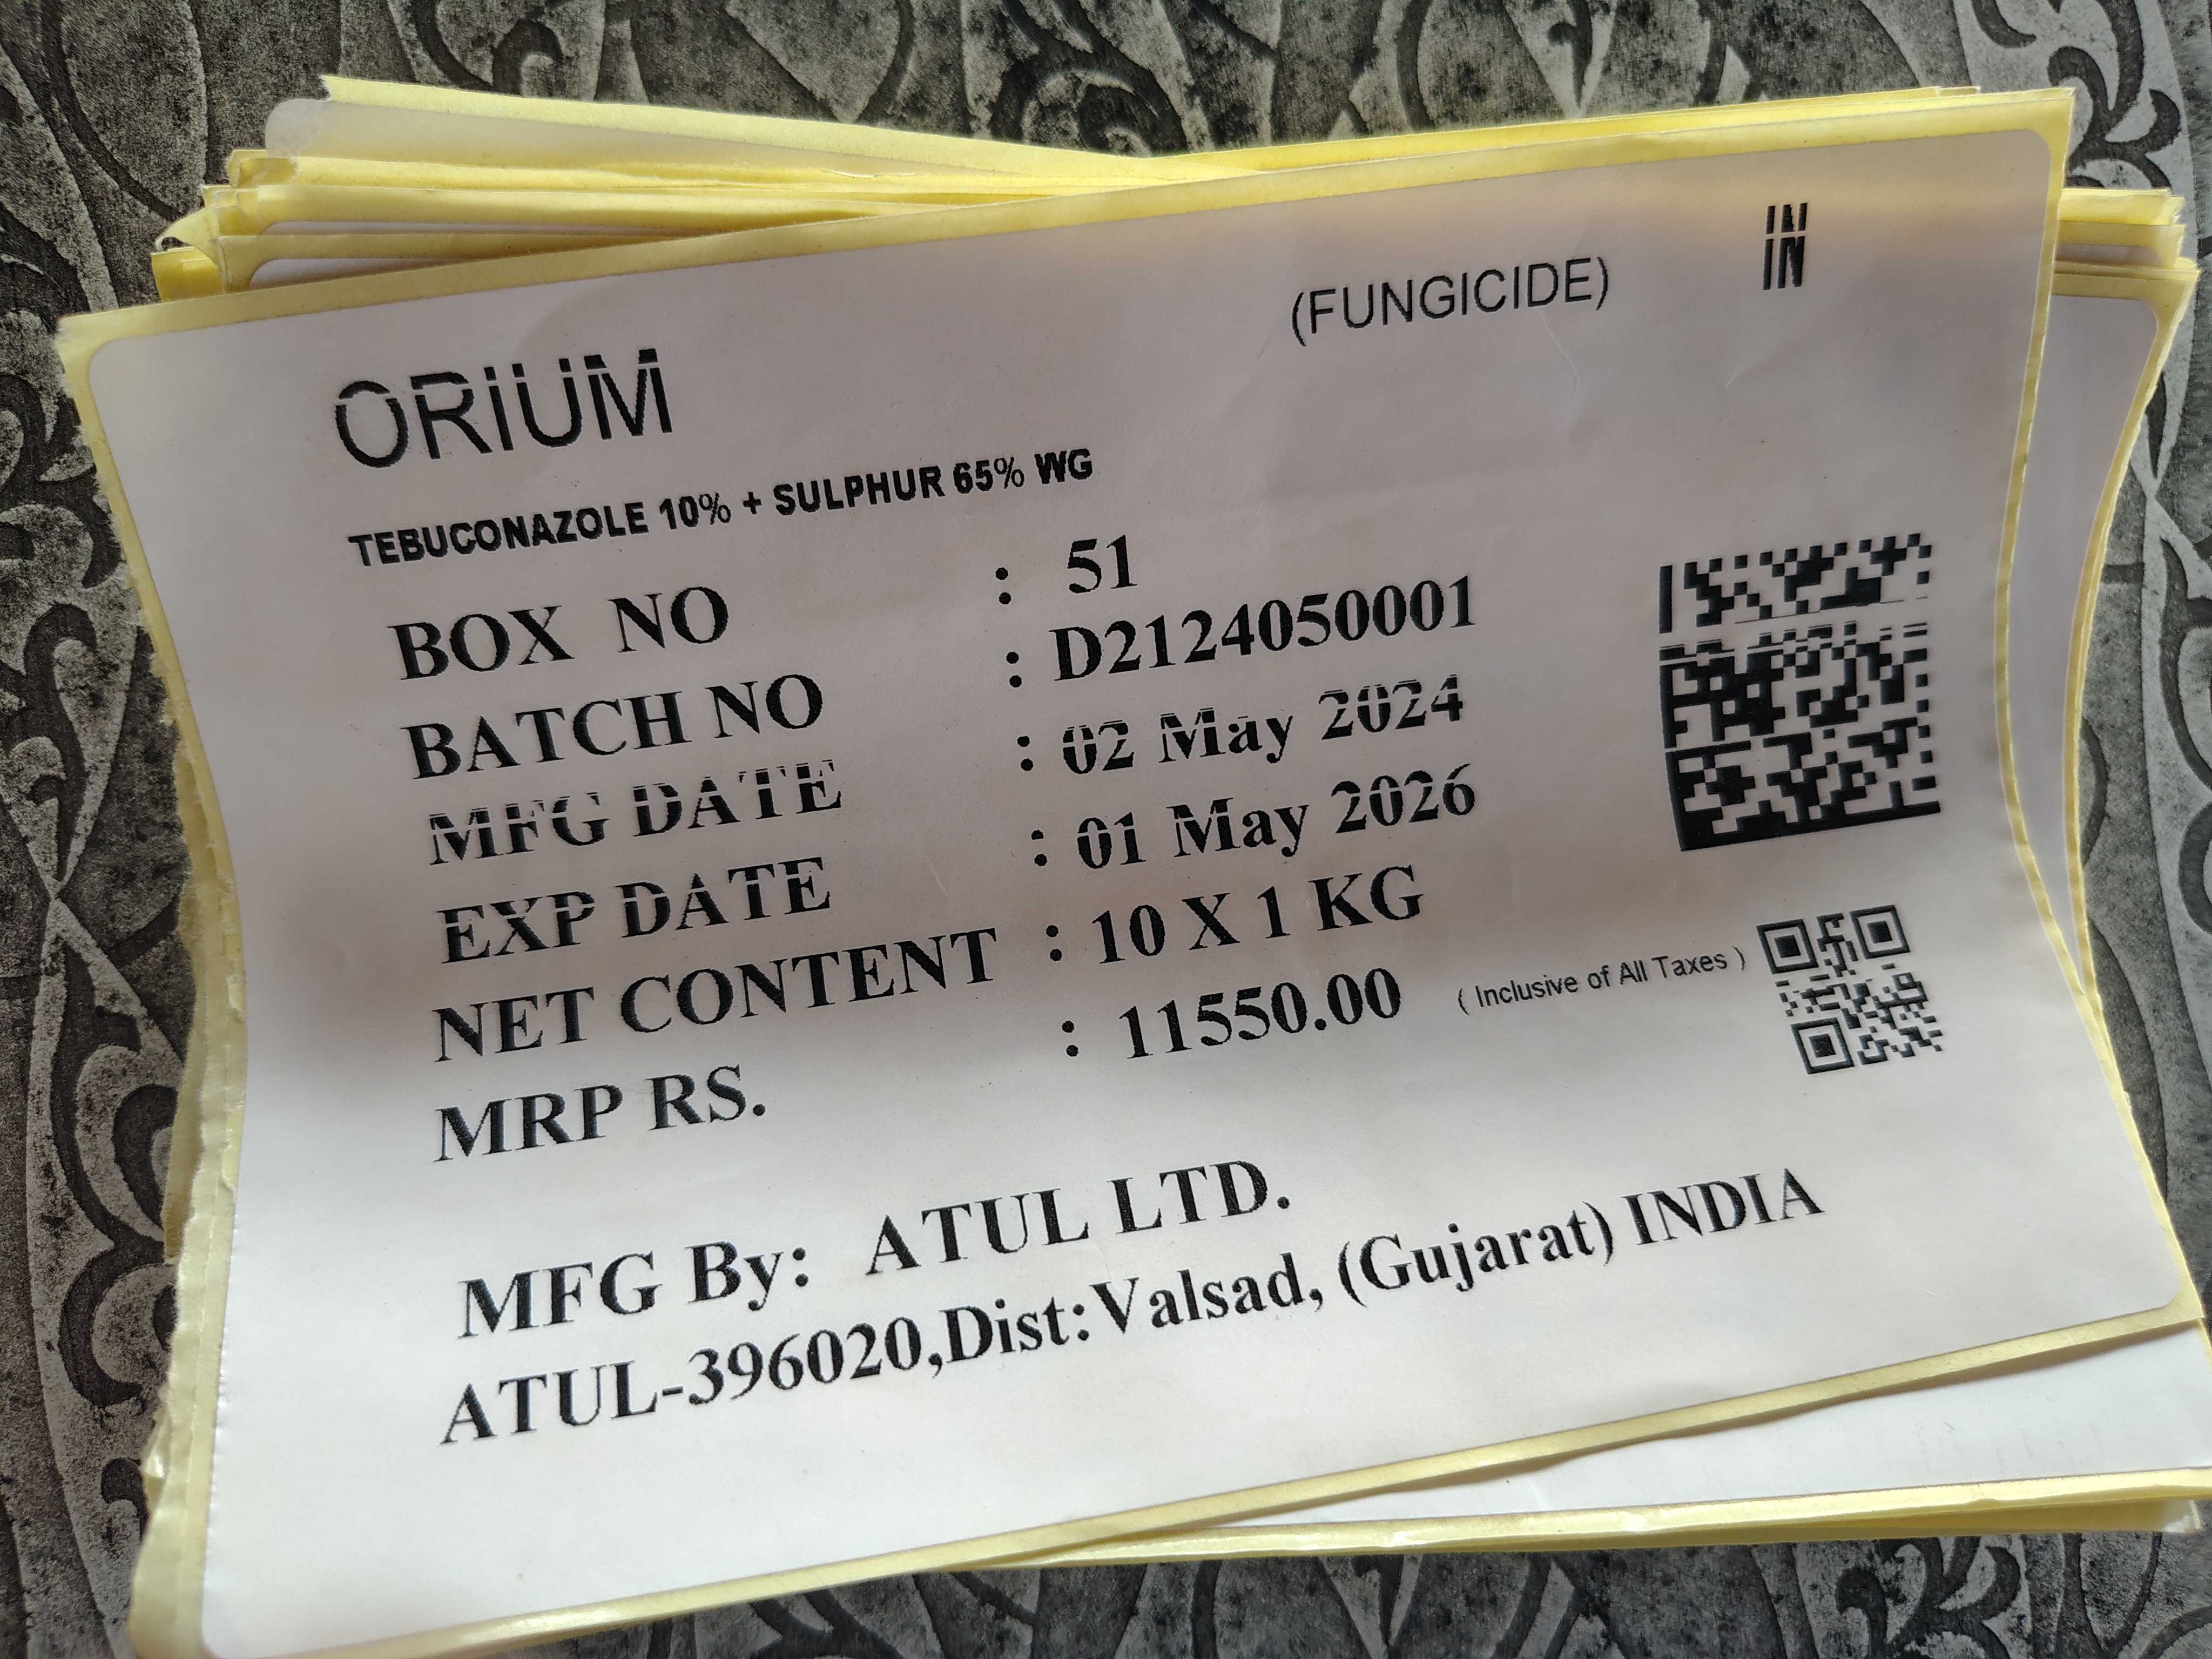 (FUNGICIDE)
IN
ORIUM
TEBUCONAZOLE 10% + SULPHUR 65% WG
BOX NO : 51
BATCH NO : D2124050001
MFG DATE : 02 May 2024
EXP DATE : 01 May 2026
NET CONTENT : 10 X 1 KG
MRP RS. : 11550.00 ( Inclusive of All Taxes )
MFG By: ATUL LTD.
ATUL-396020,Dist:Valsad, (Gujarat) INDIA